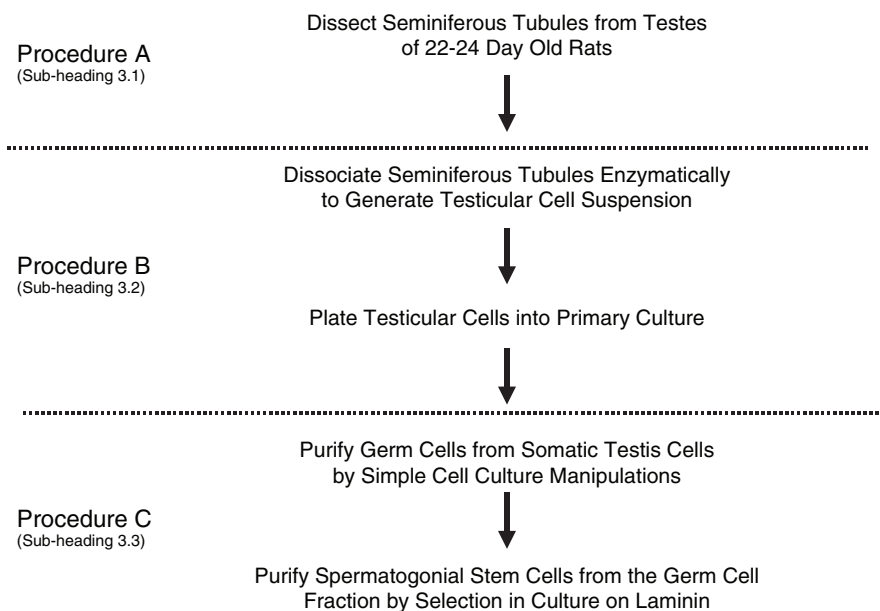 Procedure A
(Sub-heading 3.1)
Dissect Seminiferous Tubules from Testes
of 22-24 Day Old Rats
Procedure B
(Sub-heading 3.2)
Dissociate Seminiferous Tubules Enzymatically
to Generate Testicular Cell Suspension
Plate Testicular Cells into Primary Culture
Procedure C
(Sub-heading 3.3)
Purify Germ Cells from Somatic Testis Cells
by Simple Cell Culture Manipulations
Purify Spermatogonial Stem Cells from the Germ Cell
Fraction by Selection in Culture on Laminin